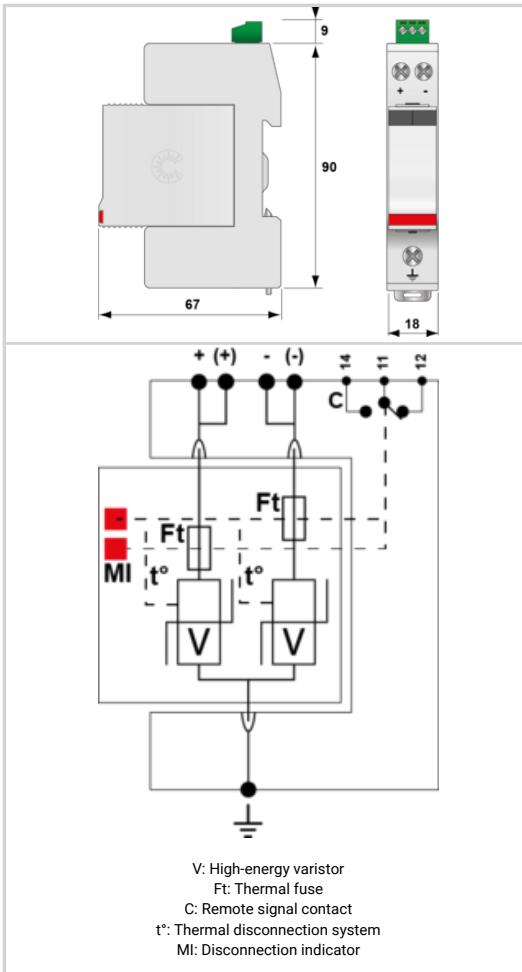 9
+ -
90
67
18
+ (+) - (-) 14 11 12
C
Ft
Ft
MI t° t°
V V
V: High-energy varistor
Ft: Thermal fuse
C: Remote signal contact
t°: Thermal disconnection system
MI: Disconnection indicator